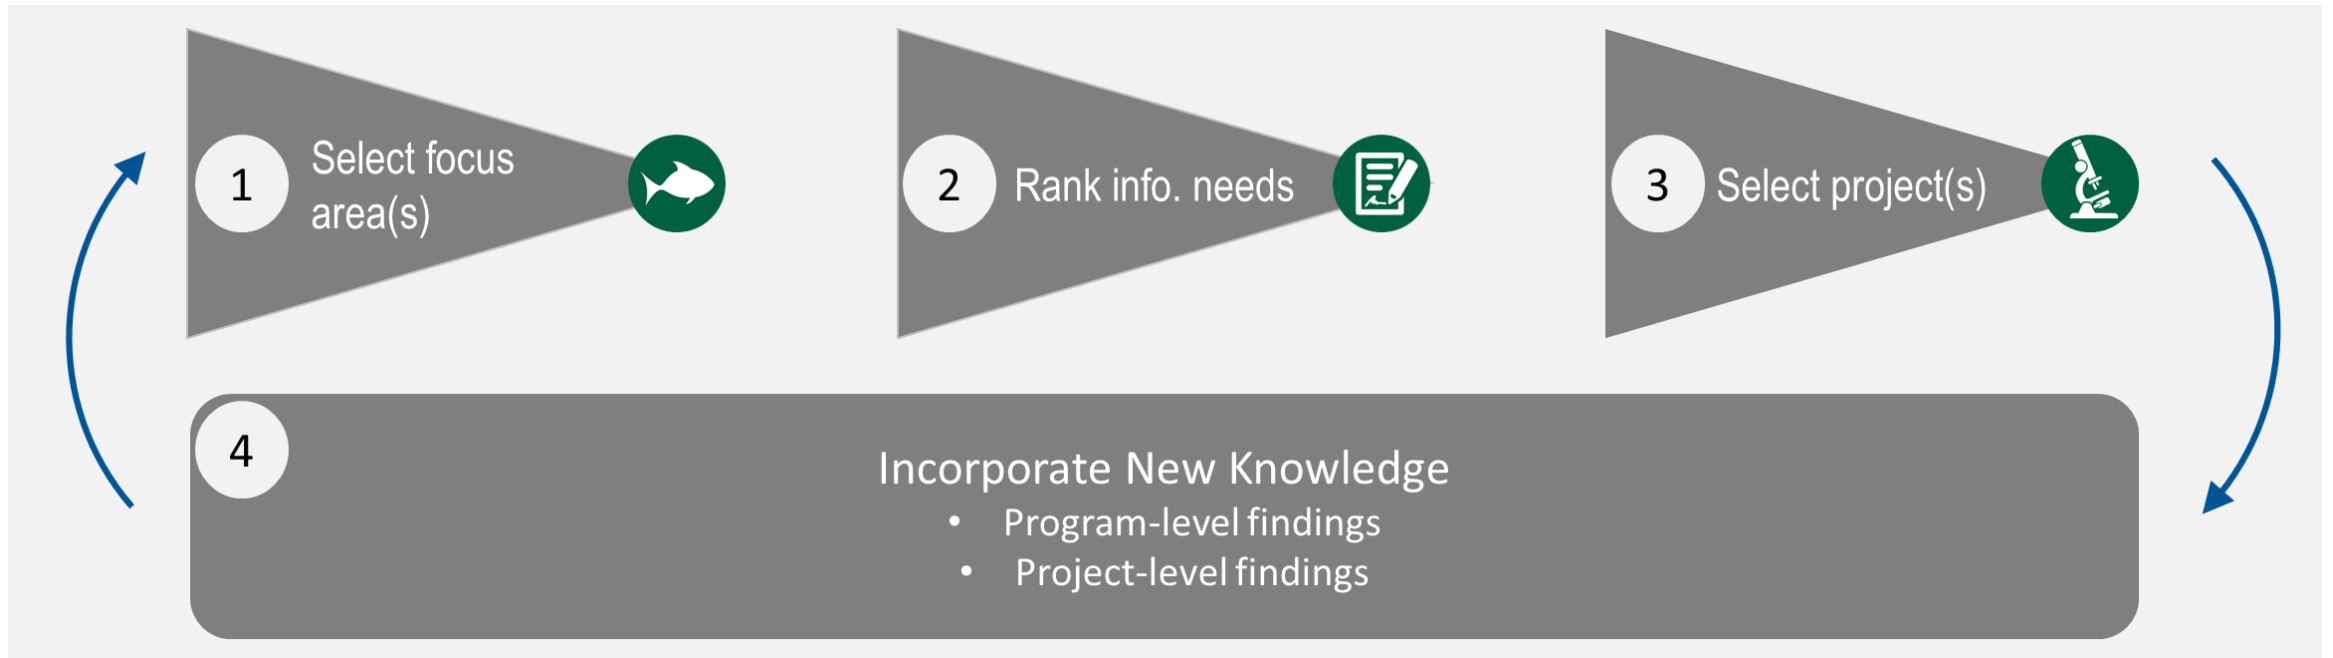 1
Select focus
area(s)
2
Rank info. needs
3
Select project(s)
4
Incorporate New Knowledge
• Program-level findings
• Project-level findings